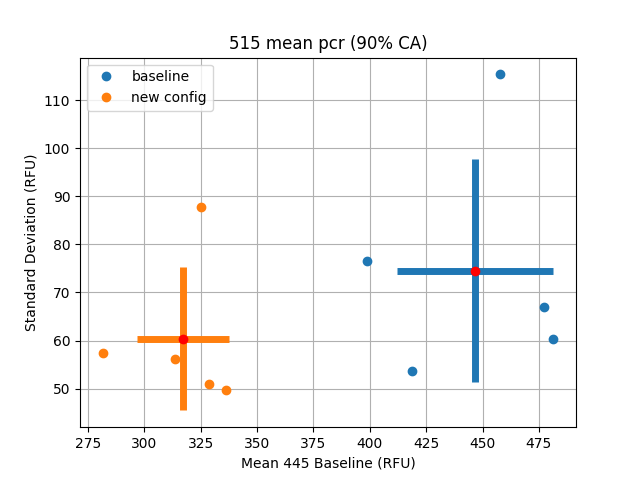 515 mean pcr (90% CA)
baseline
new config
Standard Deviation (RFU)
110
100
90
80
70
60
50
275 300 325 350 375 400 425 450 475
Mean 445 Baseline (RFU)